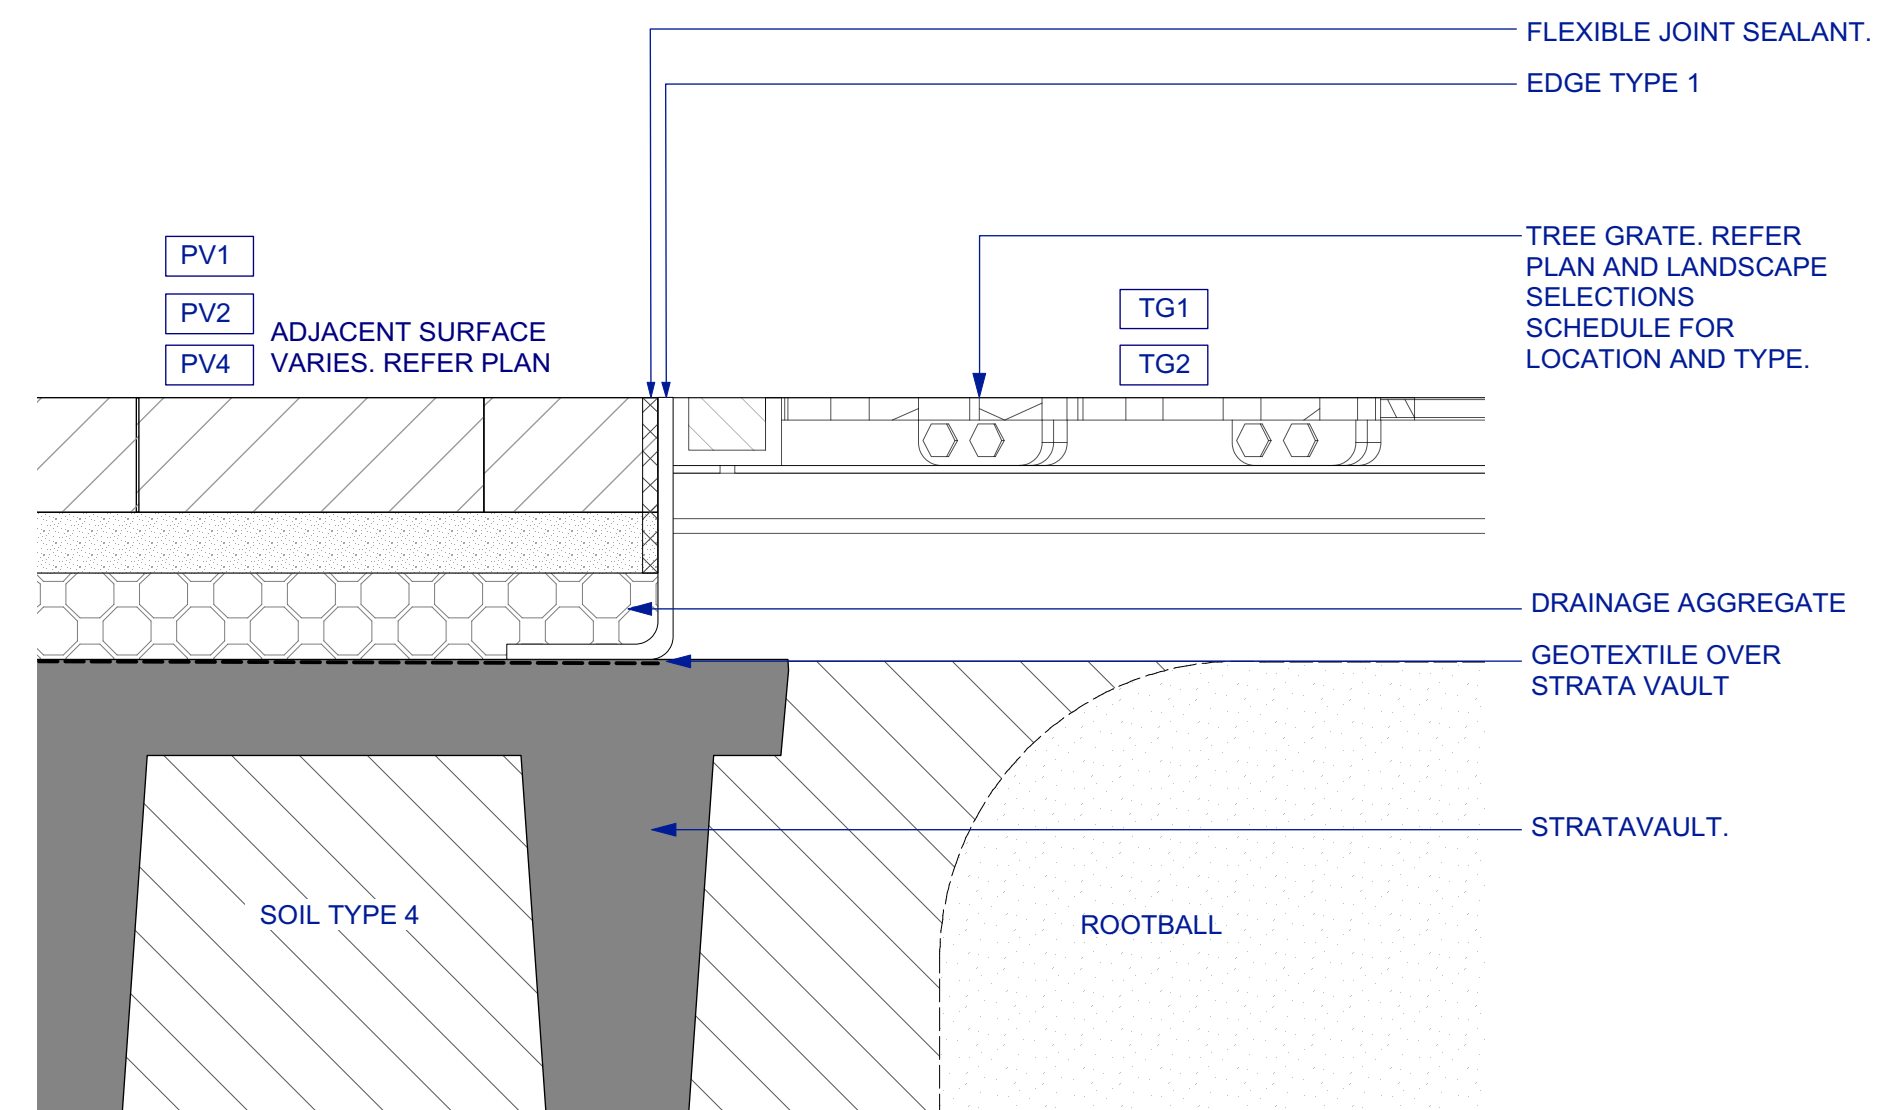 FLEXIBLE JOINT SEALANT.
EDGE TYPE 1
PV1
PV2
PV4
ADJACENT SURFACE
VARIES. REFER PLAN
TG1
TG2
TREE GRATE. REFER
PLAN AND LANDSCAPE
SELECTIONS
SCHEDULE FOR
LOCATION AND TYPE.
DRAINAGE AGGREGATE
GEOTEXTILE OVER
STRATA VAULT
STRATAVAULT.
SOIL TYPE 4
ROOTBALL